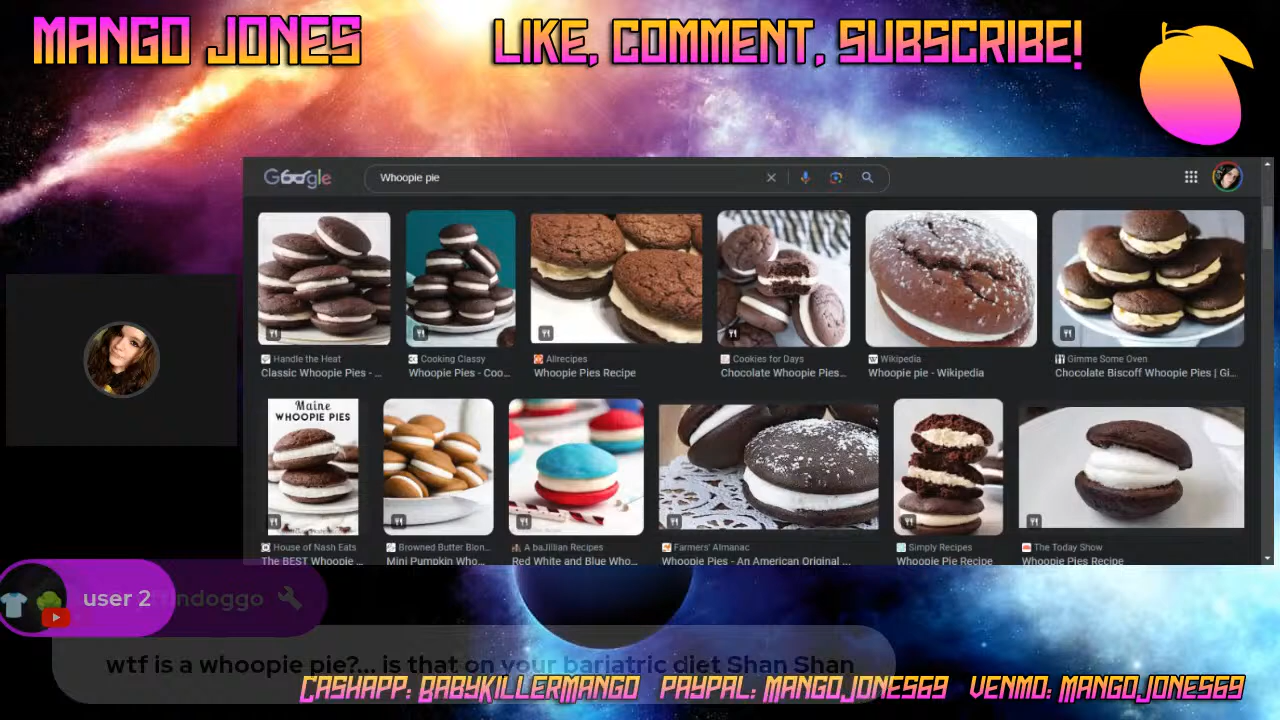 MANGO JONES
LIKE, COMMENT, SUBSCRIBE!
Google
Whoopie pie
Handle the Heat
Classic Whoopie Pies - ...
Cooking Classy
Whoopie Pies - Coo...
Allrecipes
Whoopie Pies Recipe
Cookies for Days
Chocolate Whoopie Pies...
Wikipedia
Whoopie pie - Wikipedia
Gimme Some Oven
Chocolate Biscoff Whoopie Pies | Gi...
Maine
WHOOPIE PIES
House of Nash Eats
The BEST Whoopie ...
Browned Butter Blon...
Mini Pumpkin Who...
A baJillian Recipes
Red White and Blue Who...
Farmers' Almanac
Whoopie Pies - An American Original ...
Simply Recipes
Whoopie Pie Recipe
The Today Show
Whoopie Pies Recipe
user 2
ndoggo
wtf is a whoopie pie?... is that on your bariatric diet Shan Shan
CASHAPP: BABYKILLERMANGO PAYPAL: MANGOJONES69 VENMO: MANGOJONES69